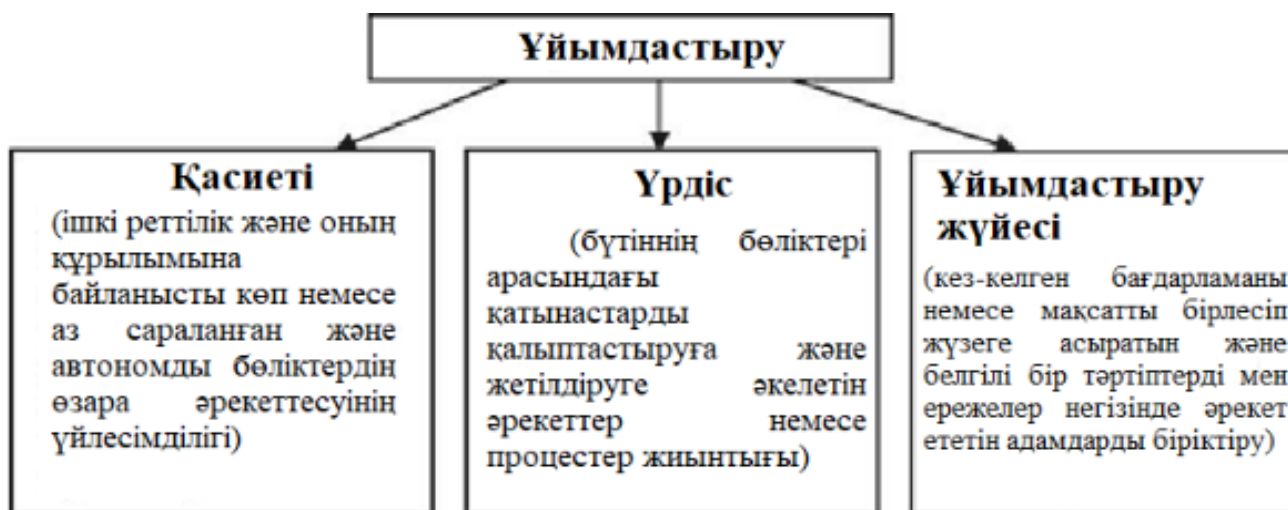 Ұйымдастыру
Қасиеті
(ішкі реттілік және оның
құрылымына
байланысты көп немесе
аз сараланған және
автономды бөліктердің
өзара әрекеттесуінің
үйлесімділігі)
Үрдіс
(бүтіннің бөліктері
арасындағы
қатынастарды
қалыптастыруға және
жетілдіруге әкелетін
әрекеттер немесе
процестер жиынтығы)
Ұйымдастыру
жүйесі
(кез-келген бағдарламаны
немесе мақсатты бірлесіп
жүзеге асыратын және
белгілі бір тәртіптерді мен
ережелер негізінде әрекет
ететін адамдарды біріктіру)